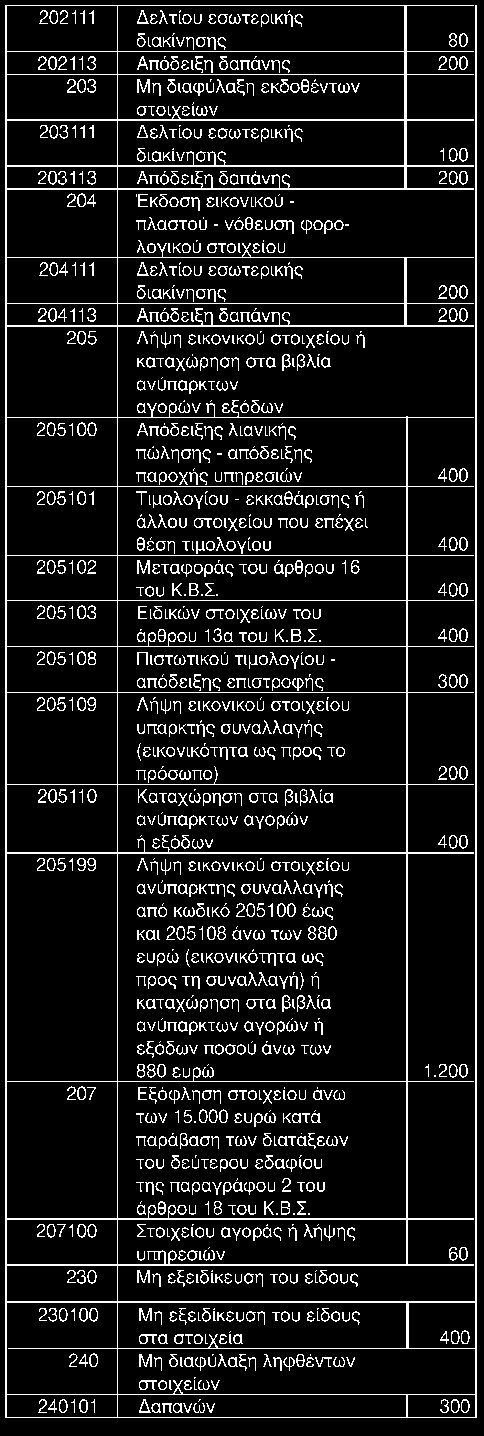 202111 Δελτίου εσωτερικής
διακίνησης 80
202113 Απόδειξη δαπάνης 200
203 Μη διαφύλαξη εκδοθέντων
στοιχείων
203111 Δελτίου εσωτερικής
διακίνησης 100
203113 Απόδειξη δαπάνης 200
204 Έκδοση εικονικού -
πλαστού - νόθευση φορο-
λογικού στοιχείου
204111 Δελτίου εσωτερικής
διακίνησης 200
204113 Απόδειξη δαπάνης 200
205 Λήψη εικονικού στοιχείου ή
καταχώρηση στα βιβλία
ανύπαρκτων
αγορών ή εξόδων
205100 Απόδειξης λιανικής
πώλησης - απόδειξης
παροχής υπηρεσιών 400
205101 Τιμολογίου - εκκαθάρισης ή
άλλου στοιχείου που επέχει
θέση τιμολογίου 400
205102 Μεταφοράς του άρθρου 16
του Κ.Β.Σ. 400
205103 Ειδικών στοιχείων του
άρθρου 13α του Κ.Β.Σ. 400
205108 Πιστωτικού τιμολογίου -
απόδειξης επιστροφής 300
205109 Λήψη εικονικού στοιχείου
υπαρκτής συναλλαγής
(εικονικότητα ως προς το
πρόσωπο) 200
205110 Καταχώρηση στα βιβλία
ανύπαρκτων αγορών
ή εξόδων 400
205199 Λήψη εικονικού στοιχείου
ανύπαρκτης συναλλαγής
από κωδικό 205100 έως
και 205108 άνω των 880
ευρώ (εικονικότητα ως
προς τη συναλλαγή) ή
καταχώρηση στα βιβλία
ανύπαρκτων αγορών ή
εξόδων ποσού άνω των
880 ευρώ 1.200
207 Εξόφληση στοιχείου άνω
των 15.000 ευρώ κατά
παράβαση των διατάξεων
του δεύτερου εδαφίου
της παραγράφου 2 του
άρθρου 18 του Κ.Β.Σ.
207100 Στοιχείου αγοράς ή λήψης
υπηρεσιών 60
230 Μη εξειδίκευση του είδους
230100 Μη εξειδίκευση του είδους
στα στοιχεία 400
240 Μη διαφύλαξη ληφθέντων
στοιχείων
240101 Δαπανών 300